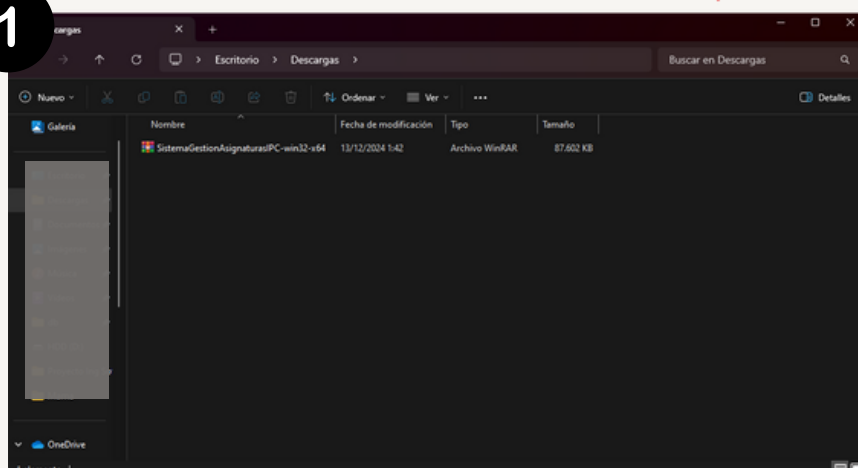 1
cargas
Escritorio > Descargas >
Buscar en Descargas
Nuevo
Ordenar
Ver
Detalles
Galería
Nombre
Fecha de modificación
Tipo
Tamaño
SistemaGestionAsignaturasIPC-win32-x64
13/12/2024 1:42
Archivo WinRAR
87.602 KB
OneDrive